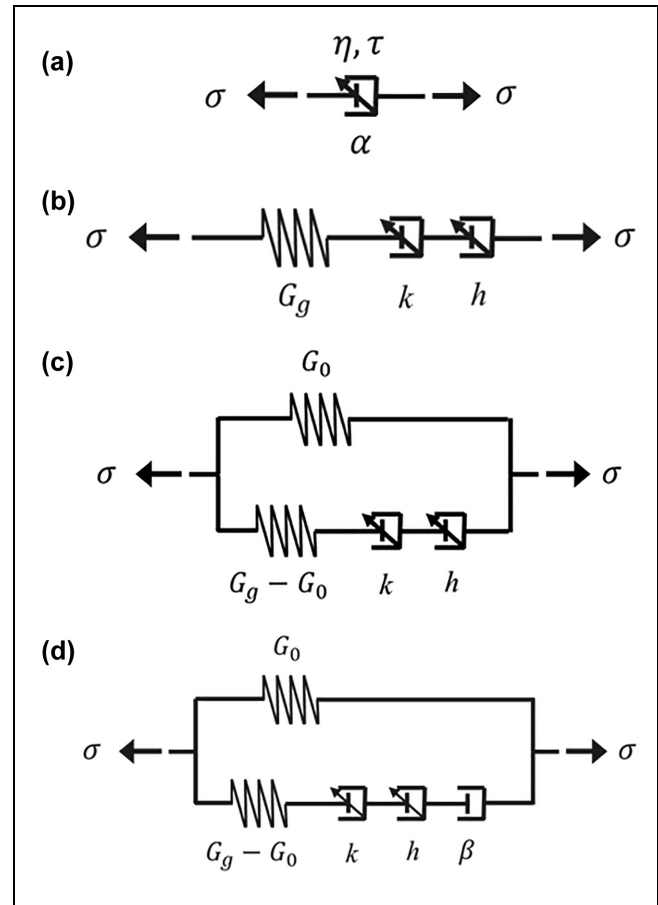 (a)
η, τ
σ σ
α
(b)
σ σ
G_g k h
(c)
G_0
σ σ
G_g − G_0 k h
(d)
G_0
σ σ
G_g − G_0 k h β